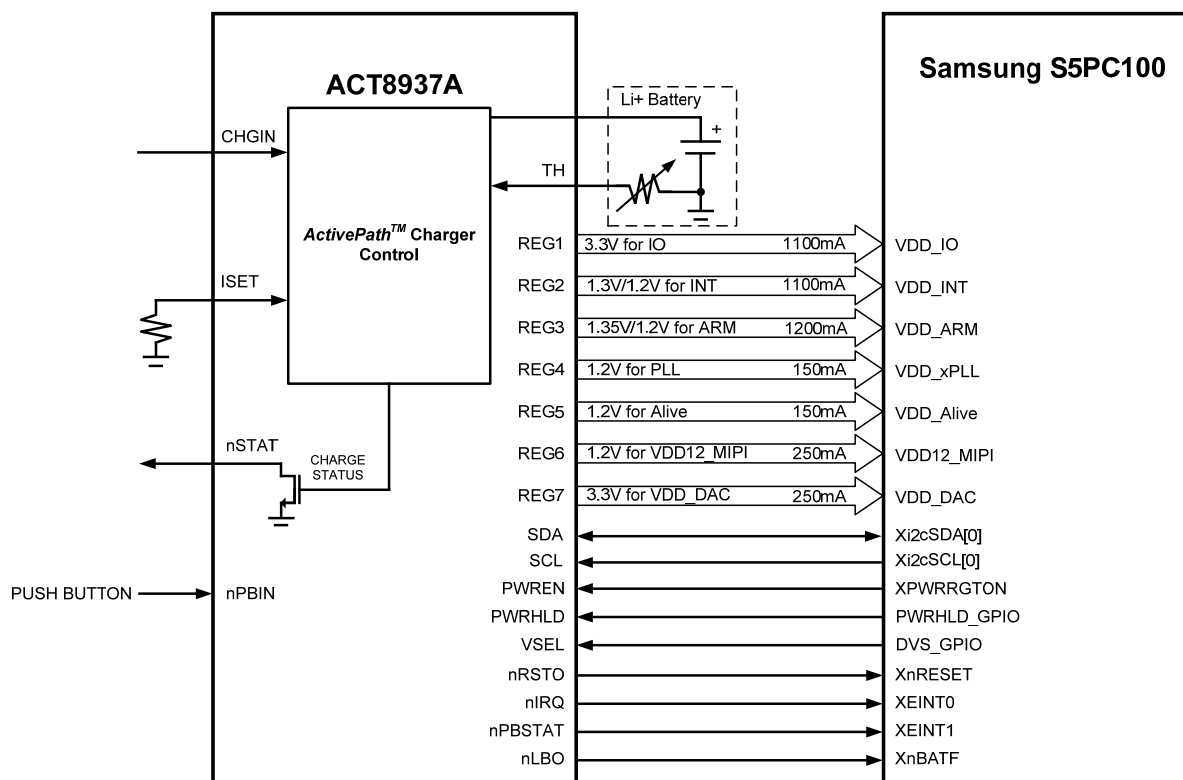 ACT8937A
Samsung S5PC100
Li+ Battery
+
CHGIN
TH
ActivePath™ Charger
Control
ISET
nSTAT
CHARGE
STATUS
PUSH BUTTON
nPBIN
REG1 3.3V for IO 1100mA VDD_IO
REG2 1.3V/1.2V for INT 1100mA VDD_INT
REG3 1.35V/1.2V for ARM 1200mA VDD_ARM
REG4 1.2V for PLL 150mA VDD_xPLL
REG5 1.2V for Alive 150mA VDD_Alive
REG6 1.2V for VDD12_MIPI 250mA VDD12_MIPI
REG7 3.3V for VDD_DAC 250mA VDD_DAC
SDA Xi2cSDA[0]
SCL Xi2cSCL[0]
PWREN XPWRRGTON
PWRHLD PWRHLD_GPIO
VSEL DVS_GPIO
nRSTO XnRESET
nIRQ XEINT0
nPBSTAT XEINT1
nLBO XnBATF